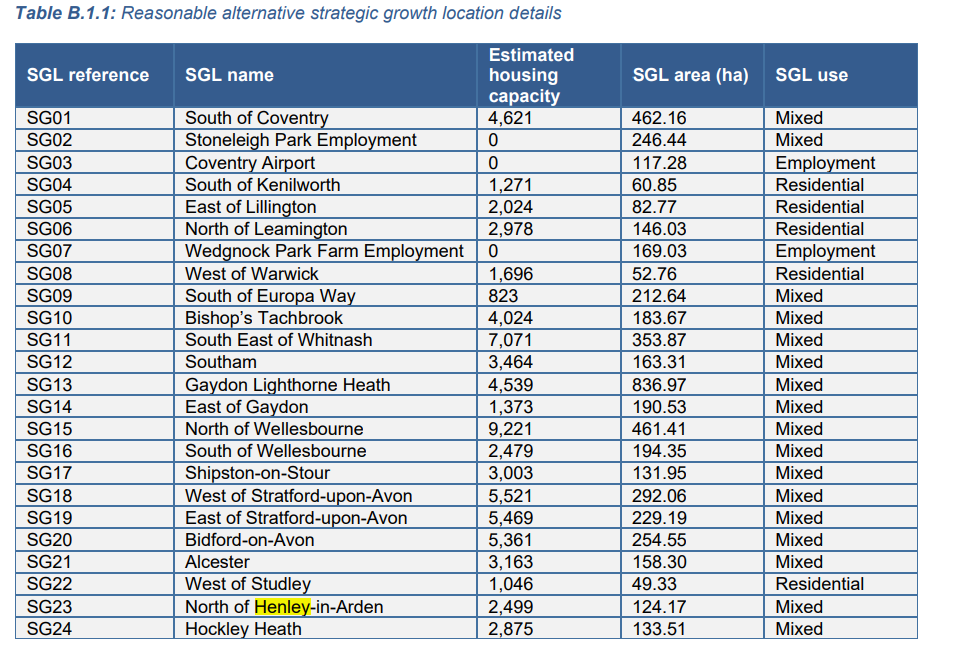 Table B.1.1: Reasonable alternative strategic growth location details
SGL reference SGL name Estimated housing capacity SGL area (ha) SGL use
SG01 South of Coventry 4,621 462.16 Mixed
SG02 Stoneleigh Park Employment 0 246.44 Mixed
SG03 Coventry Airport 0 117.28 Employment
SG04 South of Kenilworth 1,271 60.85 Residential
SG05 East of Lillington 2,024 82.77 Residential
SG06 North of Leamington 2,978 146.03 Residential
SG07 Wedgnock Park Farm Employment 0 169.03 Employment
SG08 West of Warwick 1,696 52.76 Residential
SG09 South of Europa Way 823 212.64 Mixed
SG10 Bishop’s Tachbrook 4,024 183.67 Mixed
SG11 South East of Whitnash 7,071 353.87 Mixed
SG12 Southam 3,464 163.31 Mixed
SG13 Gaydon Lighthorne Heath 4,539 836.97 Mixed
SG14 East of Gaydon 1,373 190.53 Mixed
SG15 North of Wellesbourne 9,221 461.41 Mixed
SG16 South of Wellesbourne 2,479 194.35 Mixed
SG17 Shipston-on-Stour 3,003 131.95 Mixed
SG18 West of Stratford-upon-Avon 5,521 292.06 Mixed
SG19 East of Stratford-upon-Avon 5,469 229.19 Mixed
SG20 Bidford-on-Avon 5,361 254.55 Mixed
SG21 Alcester 3,163 158.30 Mixed
SG22 West of Studley 1,046 49.33 Residential
SG23 North of Henley-in-Arden 2,499 124.17 Mixed
SG24 Hockley Heath 2,875 133.51 Mixed